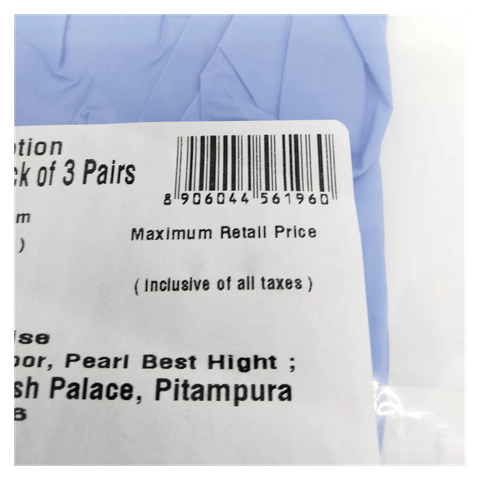 ption
ck of 3 Pairs
8 906044 561960
m
Maximum Retail Price
)
( Inclusive of all taxes )
ise
oor, Pearl Best Hight ;
sh Palace, Pitampura